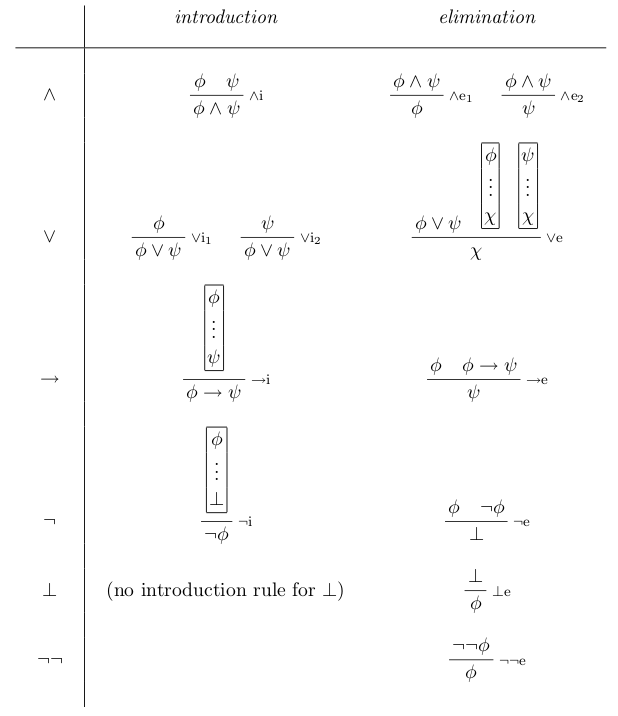 introduction elimination
∧ ϕ ψ / ϕ ∧ ψ ∧i ϕ ∧ ψ / ϕ ∧e₁ ϕ ∧ ψ / ψ ∧e₂
∨ ϕ / ϕ ∨ ψ ∨i₁ ψ / ϕ ∨ ψ ∨i₂ ϕ ∨ ψ [ϕ ⋮ χ] [ψ ⋮ χ] / χ ∨e
→ [ϕ ⋮ ψ] / ϕ → ψ →i ϕ ϕ → ψ / ψ →e
¬ [ϕ ⋮ ⊥] / ¬ϕ ¬i ϕ ¬ϕ / ⊥ ¬e
⊥ (no introduction rule for ⊥) ⊥ / ϕ ⊥e
¬¬ ¬¬ϕ / ϕ ¬¬e